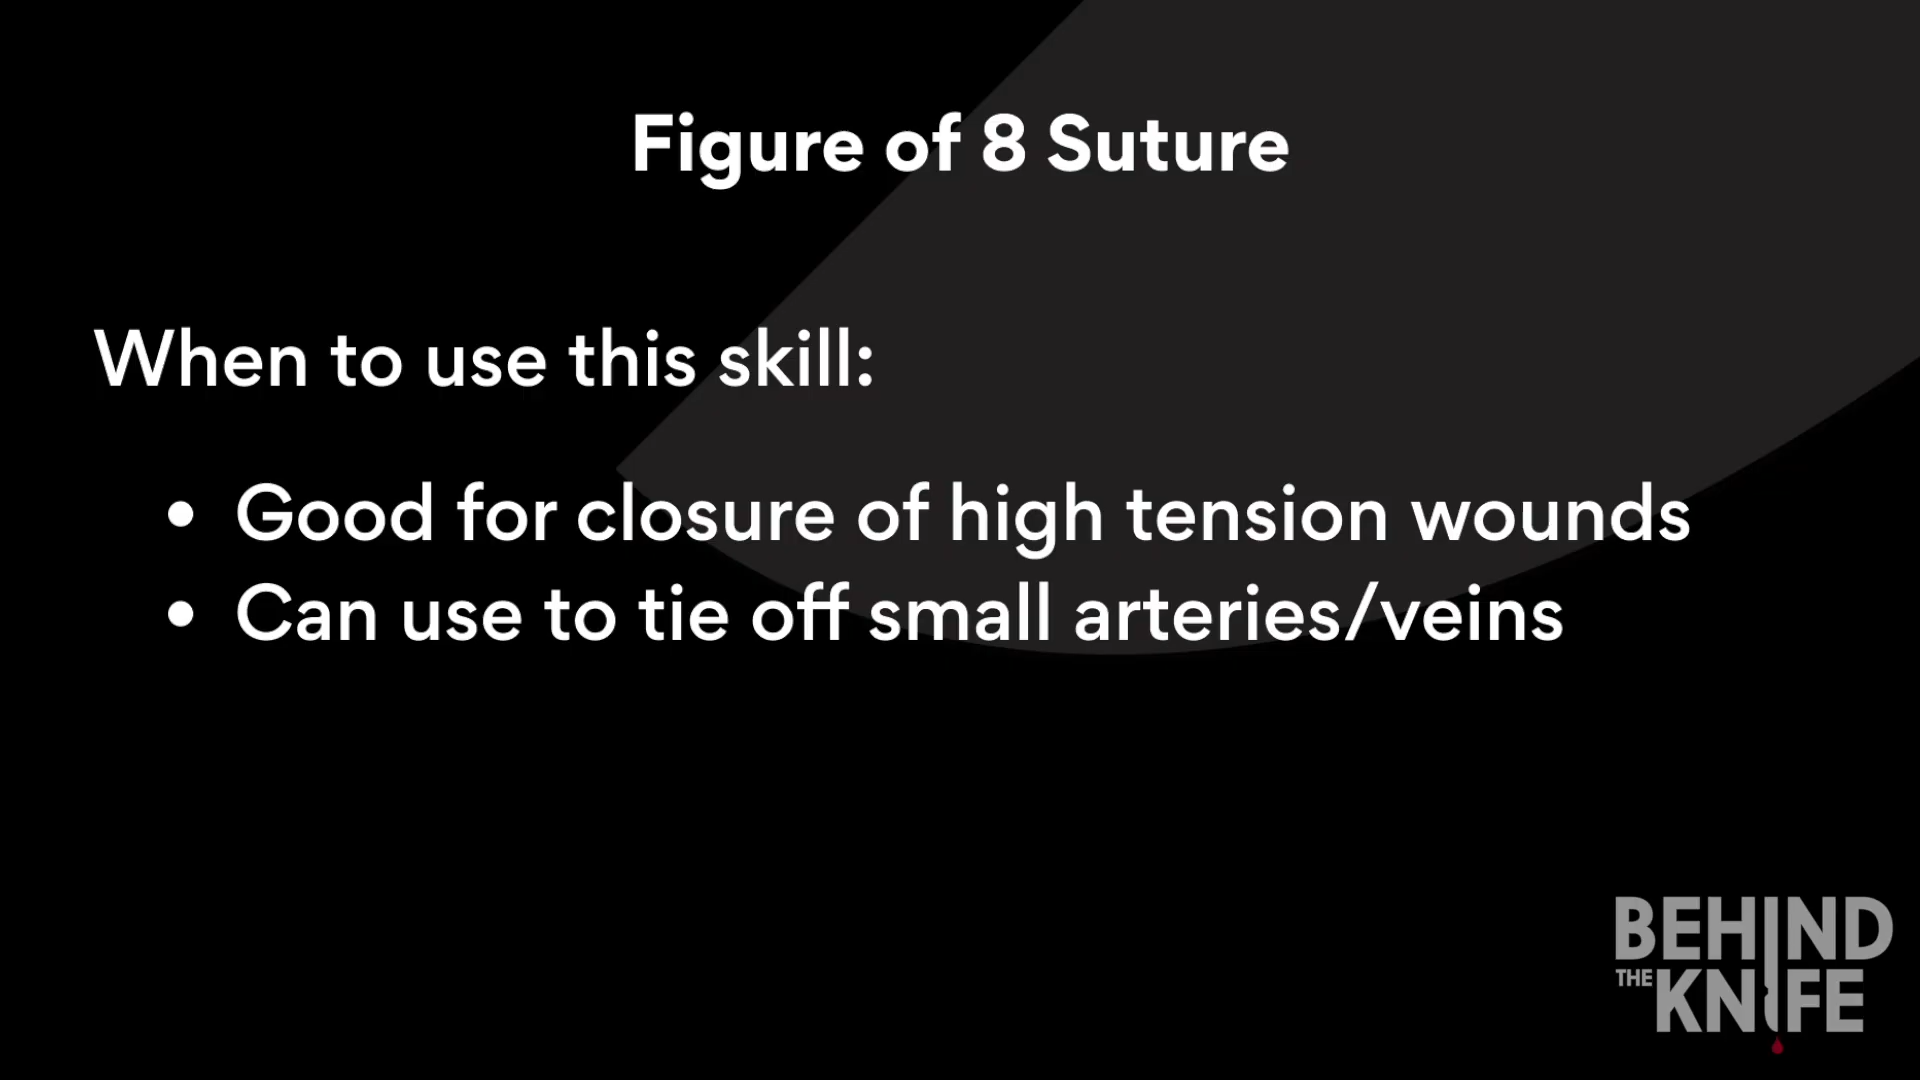 Figure of 8 Suture
When to use this skill:
• Good for closure of high tension wounds
• Can use to tie off small arteries/veins
BEHIND
THE KNIFE